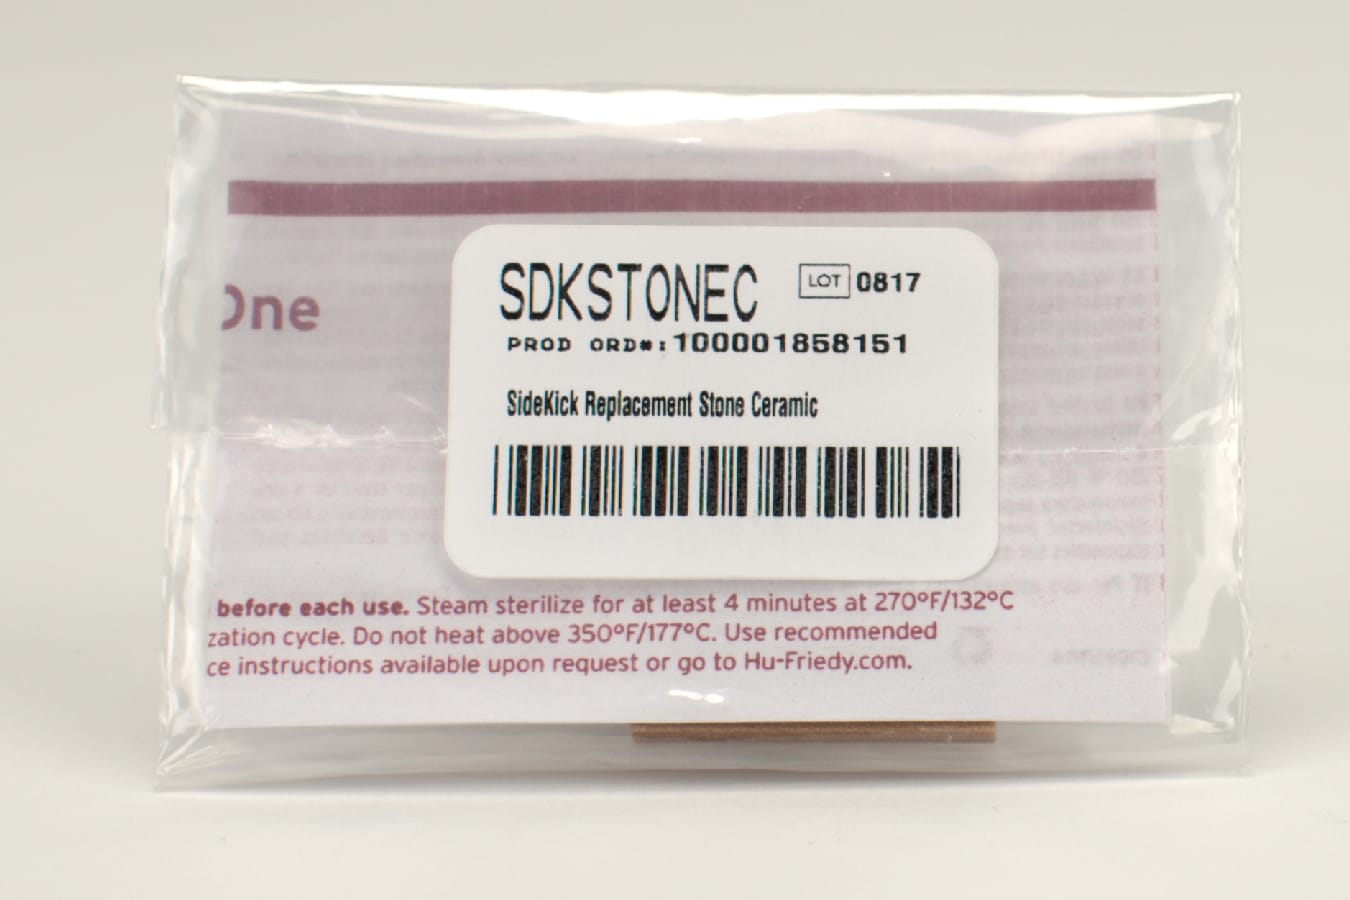 One
SDKSTONEC
LOT 0817
PROD ORD#: 100001858151
SideKick Replacement Stone Ceramic
before each use. Steam sterilize for at least 4 minutes at 270°F/132°C
zation cycle. Do not heat above 350°F/177°C. Use recommended
ce instructions available upon request or go to Hu-Friedy.com.